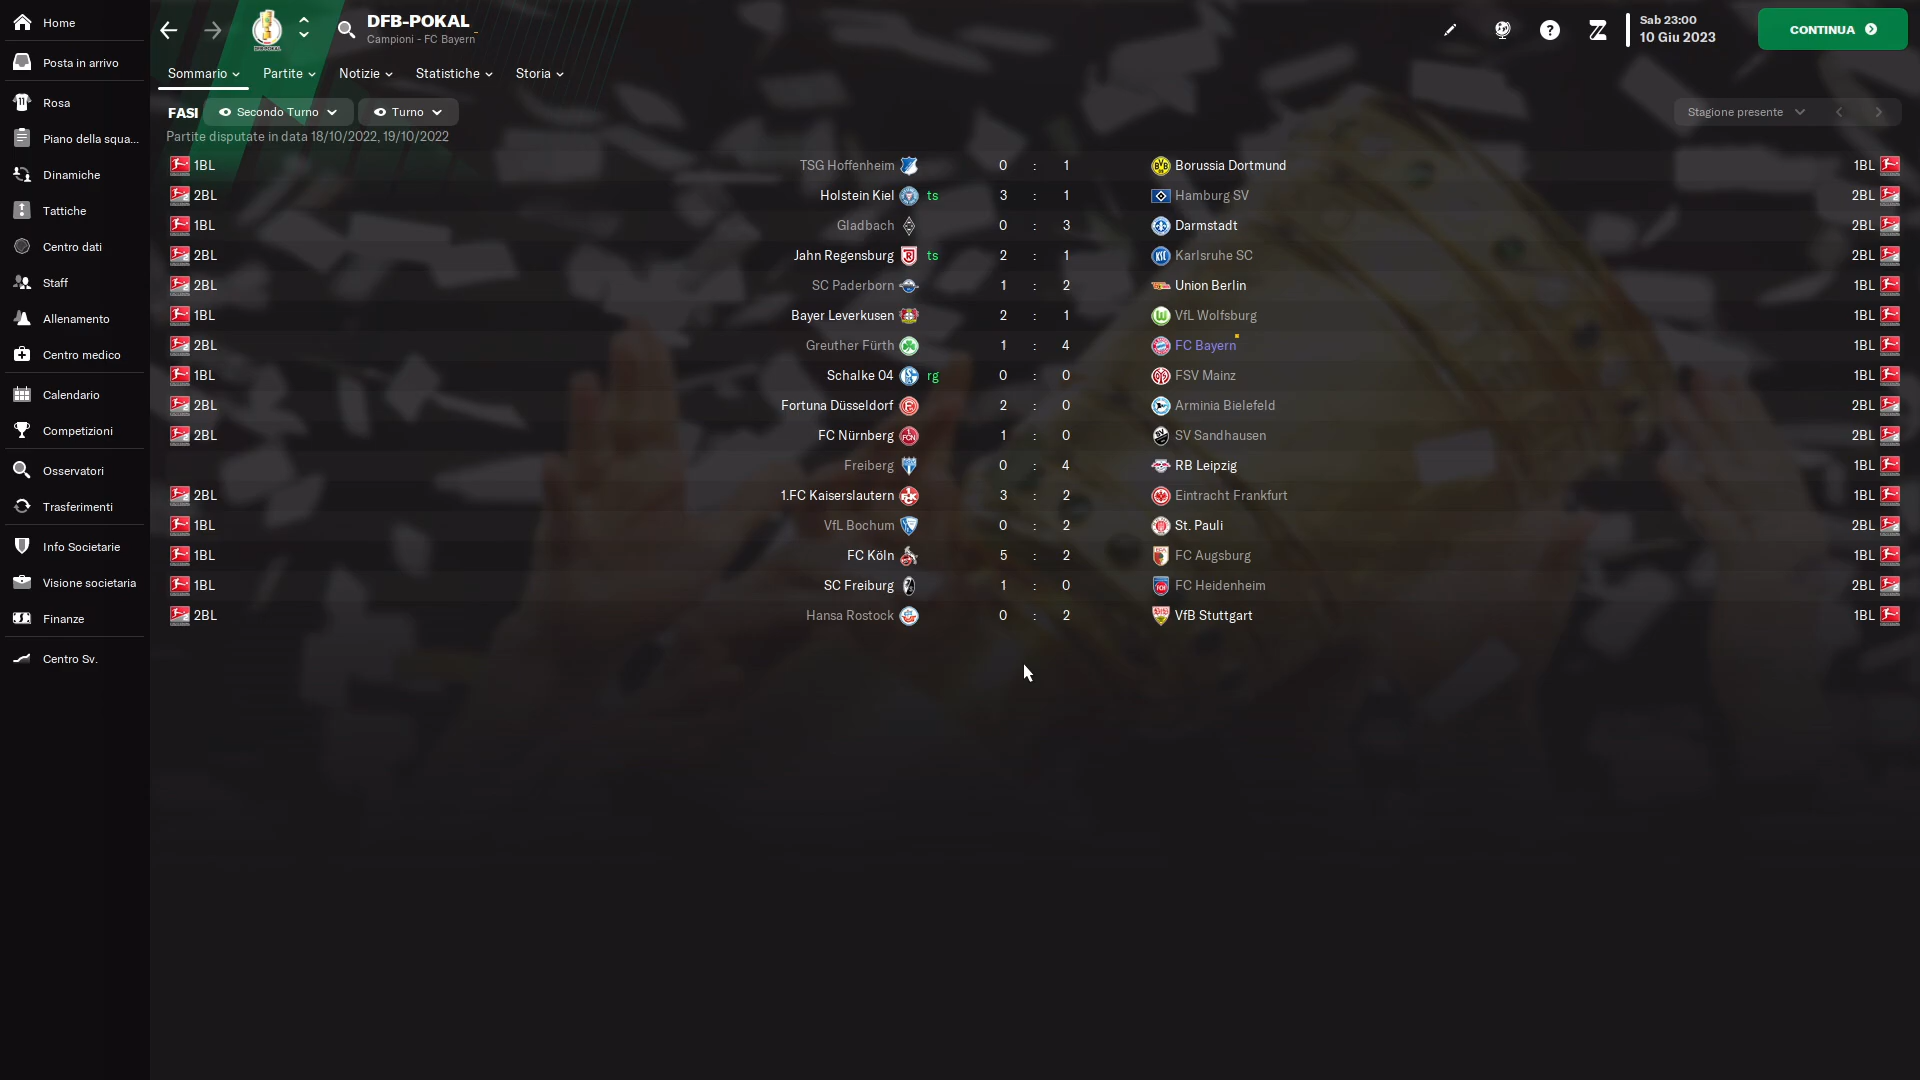 Home
Posta in arrivo
Rosa
Piano della squa...
Dinamiche
Tattiche
Centro dati
Staff
Allenamento
Centro medico
Calendario
Competizioni
Osservatori
Trasferimenti
Info Societarie
Visione societaria
Finanze
Centro Sv.
DFB-POKAL
Campioni - FC Bayern
Sab 23:00
10 Giu 2023
CONTINUA
Sommario
Partite
Notizie
Statistiche
Storia
FASI
Secondo Turno
Turno
Stagione presente
Partite disputate in data 18/10/2022, 19/10/2022
1BL TSG Hoffenheim 0 : 1 Borussia Dortmund 1BL
2BL Holstein Kiel ts 3 : 1 Hamburg SV 2BL
1BL Gladbach 0 : 3 Darmstadt 2BL
2BL Jahn Regensburg ts 2 : 1 Karlsruhe SC 2BL
2BL SC Paderborn 1 : 2 Union Berlin 1BL
1BL Bayer Leverkusen 2 : 1 VfL Wolfsburg 1BL
2BL Greuther Fürth 1 : 4 FC Bayern 1BL
1BL Schalke 04 rg 0 : 0 FSV Mainz 1BL
2BL Fortuna Düsseldorf 2 : 0 Arminia Bielefeld 2BL
2BL FC Nürnberg 1 : 0 SV Sandhausen 2BL
Freiberg 0 : 4 RB Leipzig 1BL
2BL 1.FC Kaiserslautern 3 : 2 Eintracht Frankfurt 1BL
1BL VfL Bochum 0 : 2 St. Pauli 2BL
1BL FC Köln 5 : 2 FC Augsburg 1BL
1BL SC Freiburg 1 : 0 FC Heidenheim 2BL
2BL Hansa Rostock 0 : 2 VfB Stuttgart 1BL